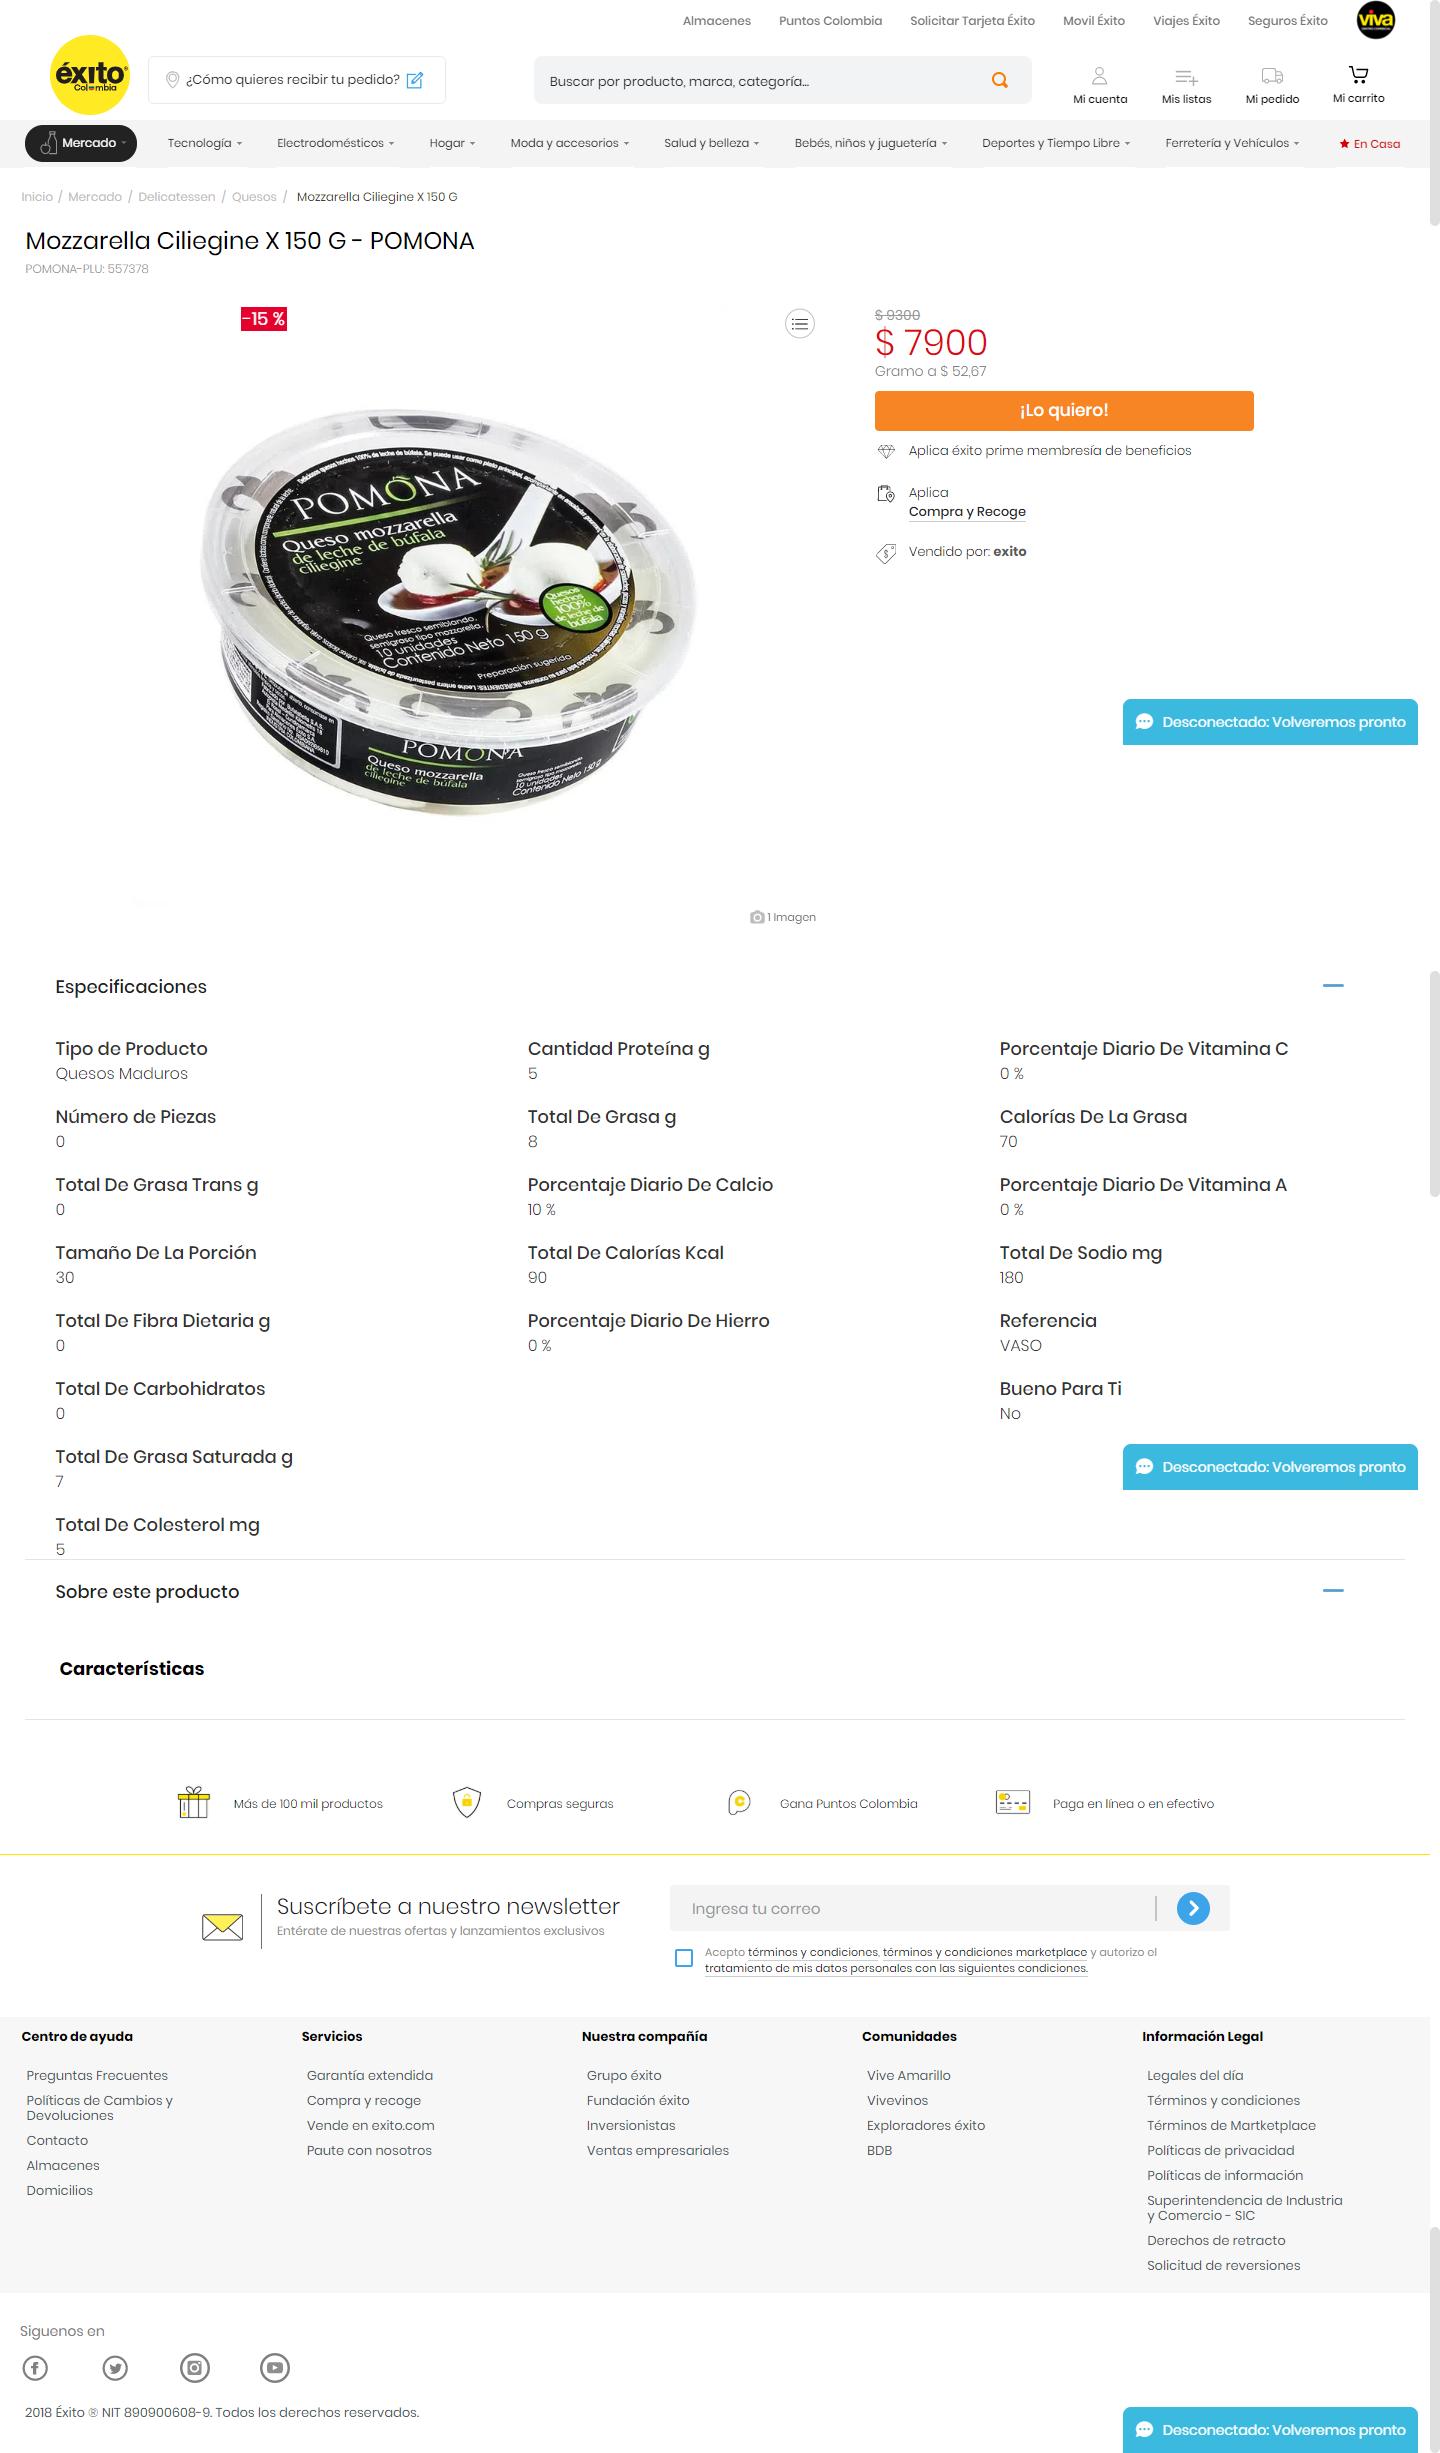 Almacenes Puntos Colombia Solicitar Tarjeta Éxito Movil Éxito Viajes Éxito Seguros Éxito viva
éxito
Colombia
¿Cómo quieres recibir tu pedido?
Buscar por producto, marca, categoría...
Mi cuenta Mis listas Mi pedido Mi carrito
Mercado Tecnología Electrodomésticos Hogar Moda y accesorios Salud y belleza Bebés, niños y juguetería Deportes y Tiempo Libre Ferretería y Vehículos En Casa
Inicio / Mercado / Delicatessen / Quesos / Mozzarella Ciliegine X 150 G
Mozzarella Ciliegine X 150 G - POMONA
POMONA-PLU: 557378
-15 %
$ 9300
$ 7900
Gramo a $ 52,67
¡Lo quiero!
Aplica éxito prime membresía de beneficios
Aplica
Compra y Recoge
Vendido por: exito
POMONA
Queso mozzarella
de leche de búfala
ciliegine
Quesos
hechos
100%
de leche de
búfala
Queso fresco semiblando,
semigraso tipo mozzarella.
10 unidades
Contenido Neto 150 g
Preparación sugerida
POMONA
Queso mozzarella
de leche de búfala
ciliegine
Queso fresco semiblando
10 unidades
Contenido Neto 150 g
Desconectado: Volveremos pronto
1 Imagen
Especificaciones
Tipo de Producto
Quesos Maduros
Número de Piezas
0
Total De Grasa Trans g
0
Tamaño De La Porción
30
Total De Fibra Dietaria g
0
Total De Carbohidratos
0
Total De Grasa Saturada g
7
Total De Colesterol mg
5
Cantidad Proteína g
5
Total De Grasa g
8
Porcentaje Diario De Calcio
10 %
Total De Calorías Kcal
90
Porcentaje Diario De Hierro
0 %
Porcentaje Diario De Vitamina C
0 %
Calorías De La Grasa
70
Porcentaje Diario De Vitamina A
0 %
Total De Sodio mg
180
Referencia
VASO
Bueno Para Ti
No
Desconectado: Volveremos pronto
Sobre este producto
Características
Más de 100 mil productos
Compras seguras
Gana Puntos Colombia
Paga en línea o en efectivo
Suscríbete a nuestro newsletter
Entérate de nuestras ofertas y lanzamientos exclusivos
Ingresa tu correo
Acepto términos y condiciones, términos y condiciones marketplace y autorizo el
tratamiento de mis datos personales con las siguientes condiciones.
Centro de ayuda
Preguntas Frecuentes
Políticas de Cambios y
Devoluciones
Contacto
Almacenes
Domicilios
Servicios
Garantía extendida
Compra y recoge
Vende en exito.com
Paute con nosotros
Nuestra compañía
Grupo éxito
Fundación éxito
Inversionistas
Ventas empresariales
Comunidades
Vive Amarillo
Vivevinos
Exploradores éxito
BDB
Información Legal
Legales del día
Términos y condiciones
Términos de Martketplace
Políticas de privacidad
Políticas de información
Superintendencia de Industria
y Comercio - SIC
Derechos de retracto
Solicitud de reversiones
Siguenos en
2018 Éxito ® NIT 890900608-9. Todos los derechos reservados.
Desconectado: Volveremos pronto